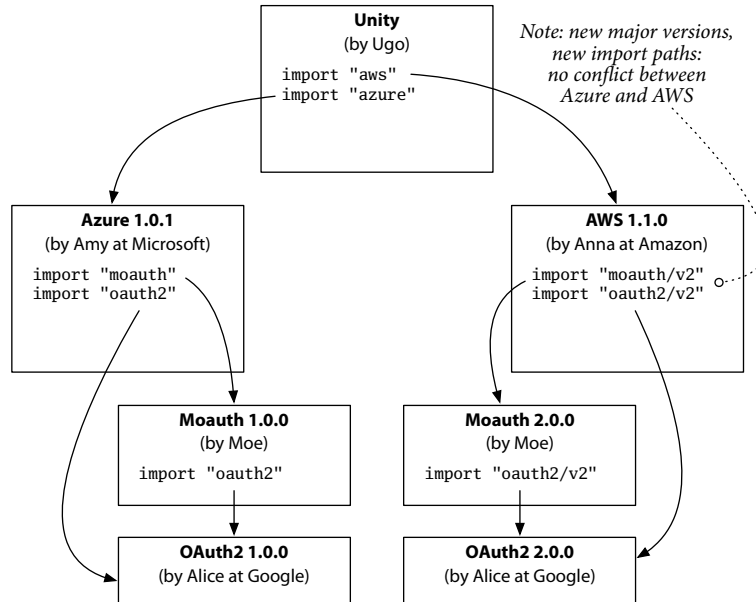 Unity
(by Ugo)
import "aws"
import "azure"
Note: new major versions,
new import paths:
no conflict between
Azure and AWS
Azure 1.0.1
(by Amy at Microsoft)
import "moauth"
import "oauth2"
AWS 1.1.0
(by Anna at Amazon)
import "moauth/v2"
import "oauth2/v2"
Moauth 1.0.0
(by Moe)
import "oauth2"
Moauth 2.0.0
(by Moe)
import "oauth2/v2"
OAuth2 1.0.0
(by Alice at Google)
OAuth2 2.0.0
(by Alice at Google)